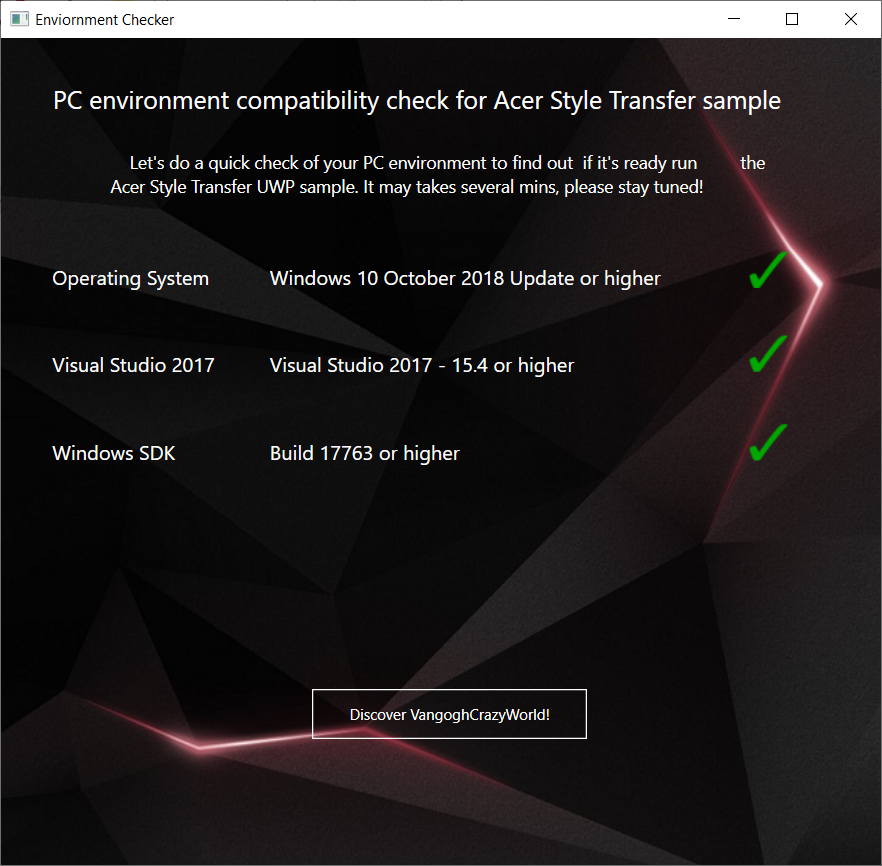 Enviornment Checker
PC environment compatibility check for Acer Style Transfer sample
Let's do a quick check of your PC environment to find out  if it's ready run the
Acer Style Transfer UWP sample. It may takes several mins, please stay tuned!
Operating System Windows 10 October 2018 Update or higher
Visual Studio 2017 Visual Studio 2017 - 15.4 or higher
Windows SDK Build 17763 or higher
Discover VangoghCrazyWorld!